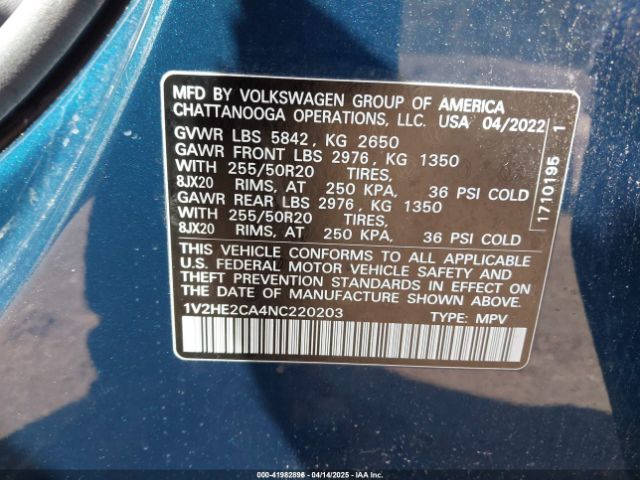 MFD BY VOLKSWAGEN GROUP OF AMERICA
CHATTANOOGA OPERATIONS, LLC. USA 04/2022
GVWR LBS 5842, KG 2650
GAWR FRONT LBS 2976, KG 1350
WITH 255/50R20 TIRES,
8JX20 RIMS, AT 250 KPA, 36 PSI COLD
GAWR REAR LBS 2976, KG 1350
WITH 255/50R20 TIRES,
8JX20 RIMS, AT 250 KPA, 36 PSI COLD
THIS VEHICLE CONFORMS TO ALL APPLICABLE
U.S. FEDERAL MOTOR VEHICLE SAFETY AND
THEFT PREVENTION STANDARDS IN EFFECT ON
THE DATE OF MANUFACTURE SHOWN ABOVE.
1V2HE2CA4NC220203 TYPE: MPV
1710195 1
000-41982896 - 04/14/2025 - IAAI.COM